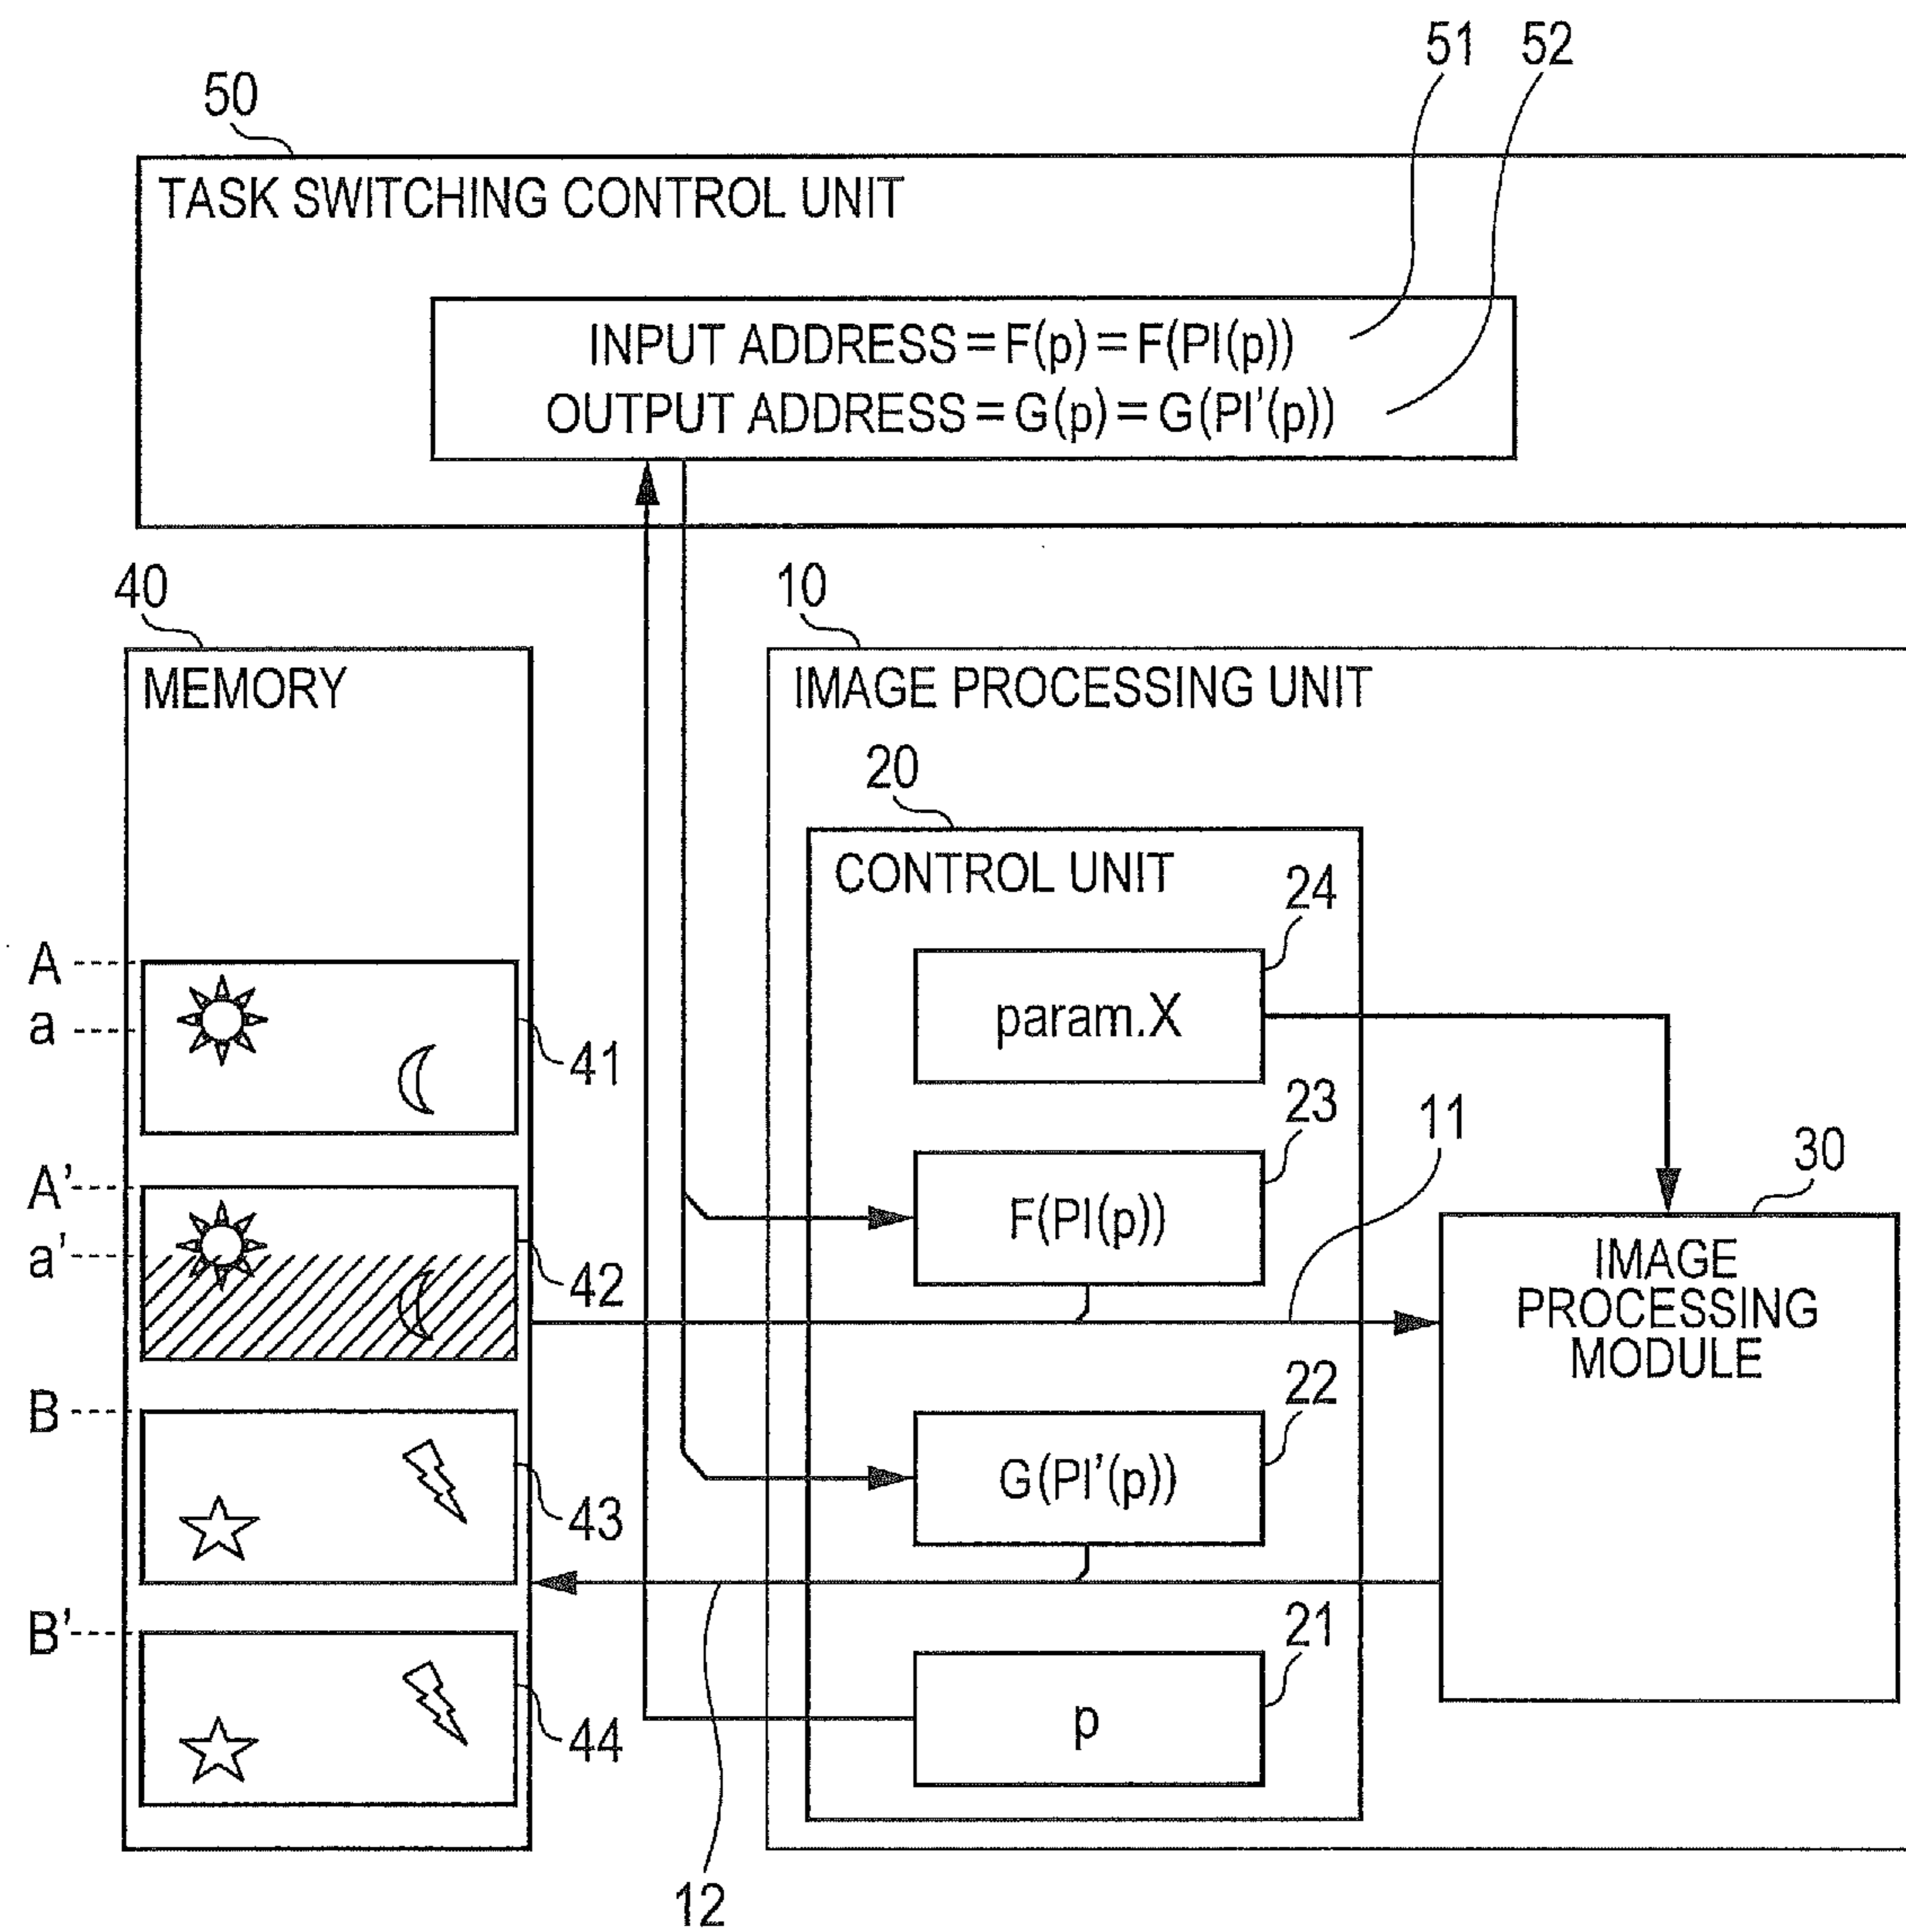 51
52
50
TASK SWITCHING CONTROL UNIT
INPUT ADDRESS=F(p)=F(PI(p))
OUTPUT ADDRESS=G(p)=G(PI'(p))
40
10
MEMORY
IMAGE PROCESSING UNIT
20
CONTROL UNIT
24
A
a
param.X
41
23
11
30
A'
a'
F(PI(p))
42
IMAGE
PROCESSING
MODULE
22
B
G(PI'(p))
43
21
B'
p
44
12